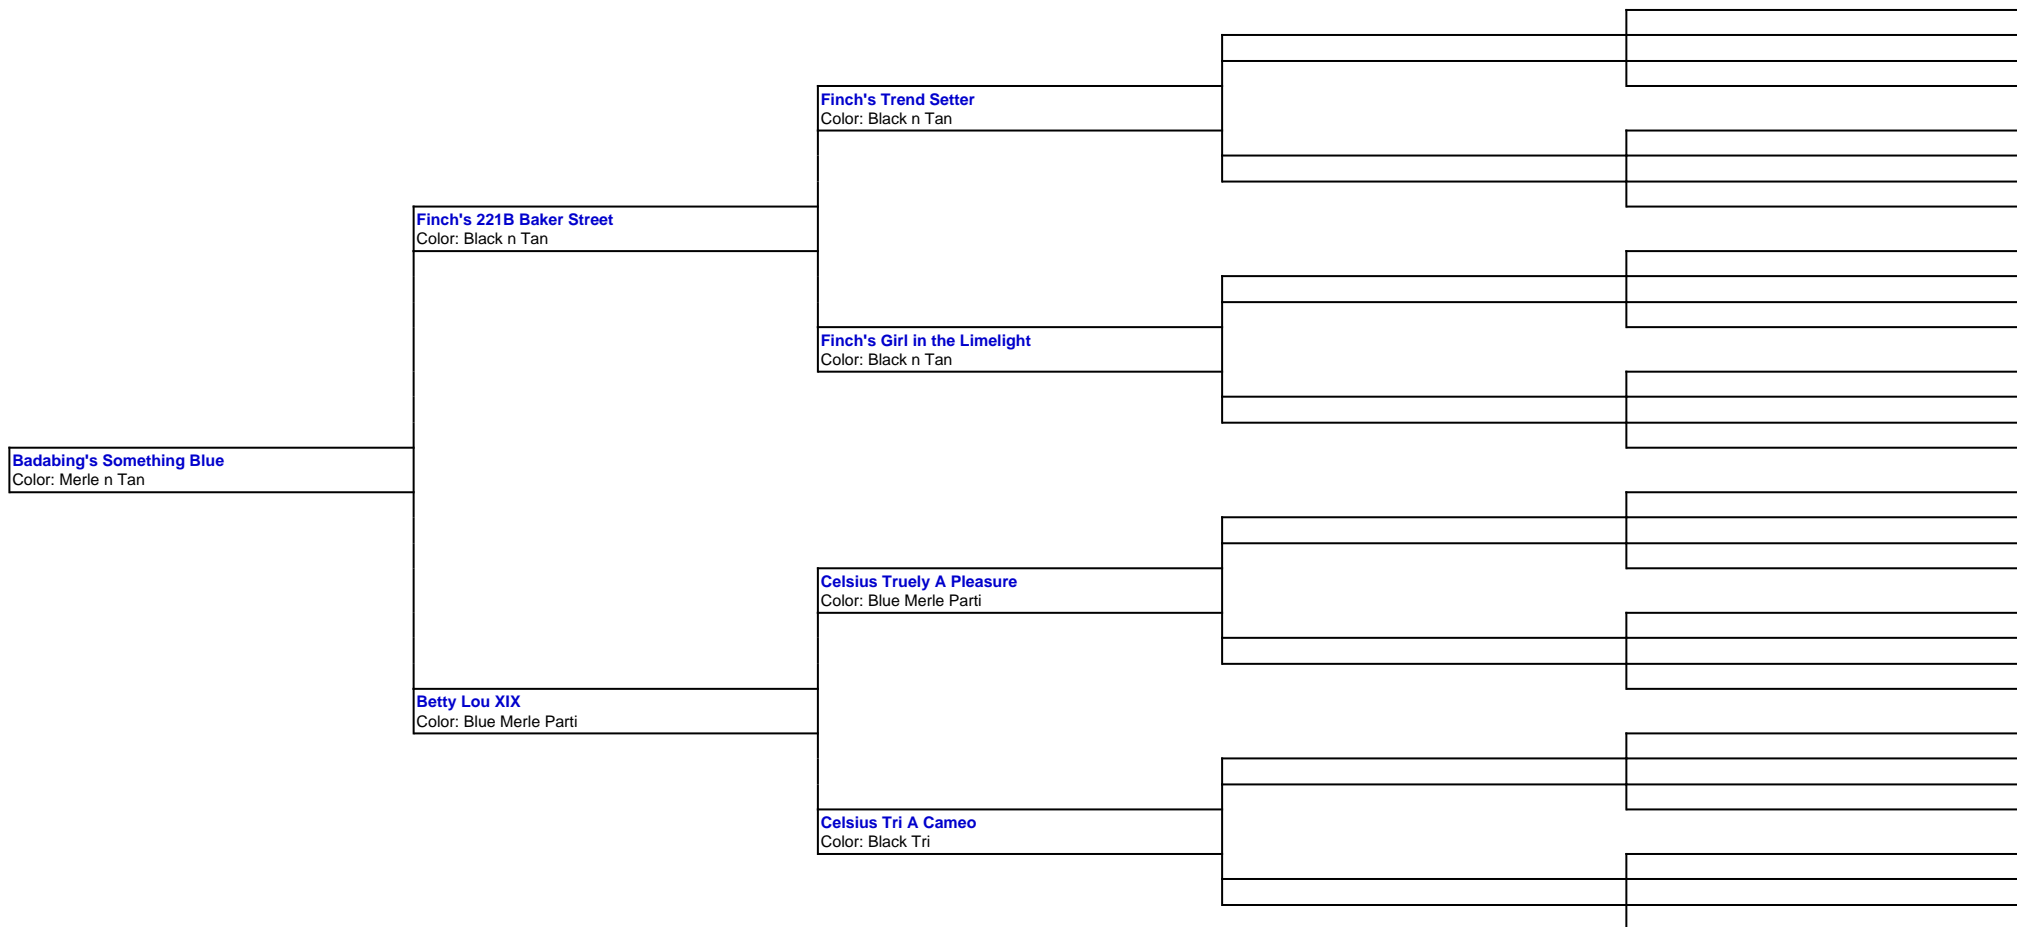 Finch's Trend Setter
Color: Black n Tan
Finch's 221B Baker Street
Color: Black n Tan
Finch's Girl in the Limelight
Color: Black n Tan
Badabing's Something Blue
Color: Merle n Tan
Celsius Truely A Pleasure
Color: Blue Merle Parti
Betty Lou XIX
Color: Blue Merle Parti
Celsius Tri A Cameo
Color: Black Tri